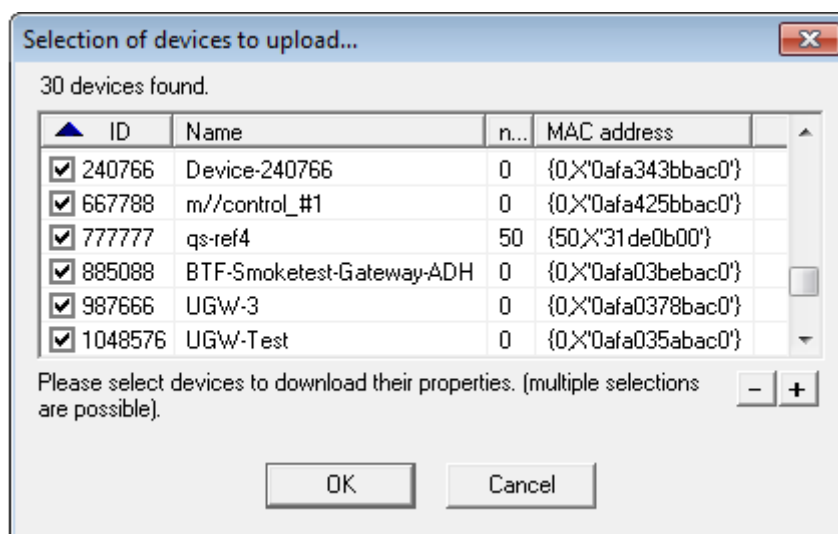 Selection of devices to upload...
30 devices found.
ID Name n... MAC address
240766 Device-240766 0 {0,X'0afa343bbac0'}
667788 m//control_#1 0 {0,X'0afa425bbac0'}
777777 qs-ref4 50 {50,X'31de0b00'}
885088 BTF-Smoketest-Gateway-ADH 0 {0,X'0afa03bebac0'}
987666 UGW-3 0 {0,X'0afa0378bac0'}
1048576 UGW-Test 0 {0,X'0afa035abac0'}
Please select devices to download their properties. (multiple selections
are possible).
- +
OK Cancel